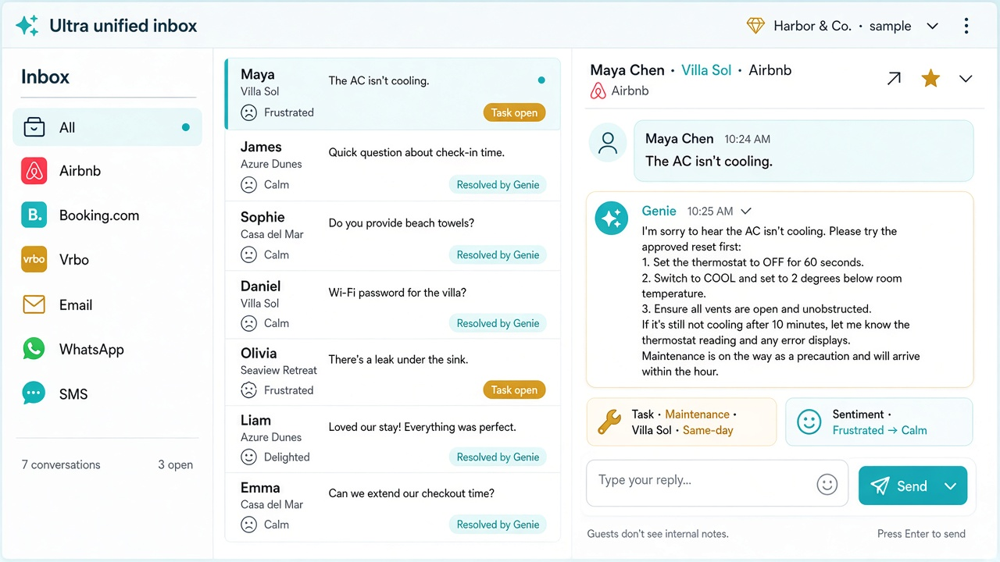 Ultra unified inbox
Harbor & Co. · sample
Inbox
All
Airbnb
B.
Booking.com
vrbo
Vrbo
Email
WhatsApp
SMS
7 conversations
3 open
Maya
The AC isn't cooling.
Villa Sol
Frustrated
Task open
James
Quick question about check-in time.
Azure Dunes
Calm
Resolved by Genie
Sophie
Do you provide beach towels?
Casa del Mar
Calm
Resolved by Genie
Daniel
Wi-Fi password for the villa?
Villa Sol
Calm
Resolved by Genie
Olivia
There's a leak under the sink.
Seaview Retreat
Frustrated
Task open
Liam
Loved our stay! Everything was perfect.
Azure Dunes
Delighted
Resolved by Genie
Emma
Can we extend our checkout time?
Casa del Mar
Calm
Resolved by Genie
Maya Chen · Villa Sol · Airbnb
Airbnb
Maya Chen 10:24 AM
The AC isn't cooling.
Genie 10:25 AM
I'm sorry to hear the AC isn't cooling. Please try the
approved reset first:
1. Set the thermostat to OFF for 60 seconds.
2. Switch to COOL and set to 2 degrees below room
temperature.
3. Ensure all vents are open and unobstructed.
If it's still not cooling after 10 minutes, let me know the
thermostat reading and any error displays.
Maintenance is on the way as a precaution and will arrive
within the hour.
Task · Maintenance ·
Villa Sol · Same-day
Sentiment ·
Frustrated → Calm
Type your reply...
Send
Guests don't see internal notes.
Press Enter to send